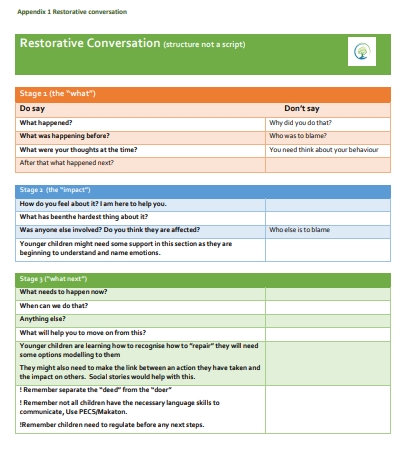 Appendix 1 Restorative conversation
Restorative Conversation (structure not a script)
Stage 1 (the "what")
Do say Don't say
What happened? Why did you do that?
What was happening before? Who was to blame?
What were your thoughts at the time? You need think about your behaviour
After that what happened next?
Stage 2 (the "impact")
How do you feel about it? I am here to help you.
What has beenthe hardest thing about it?
Was anyone else involved? Do you think they are affected? Who else is to blame
Younger children might need some support in this section as they are
beginning to understand and name emotions.
Stage 3 ("what next")
What needs to happen now?
When can we do that?
Anything else?
What will help you to move on from this?
Younger children are learning how to recognise how to "repair" they will need
some options modelling to them
They might also need to make the link between an action they have taken and
the impact on others. Social stories would help with this.
! Remember separate the "deed" from the "doer"
! Remember not all children have the necessary language skills to
communicate, Use PECS/Makaton.
!Remember children need to regulate before any next steps.